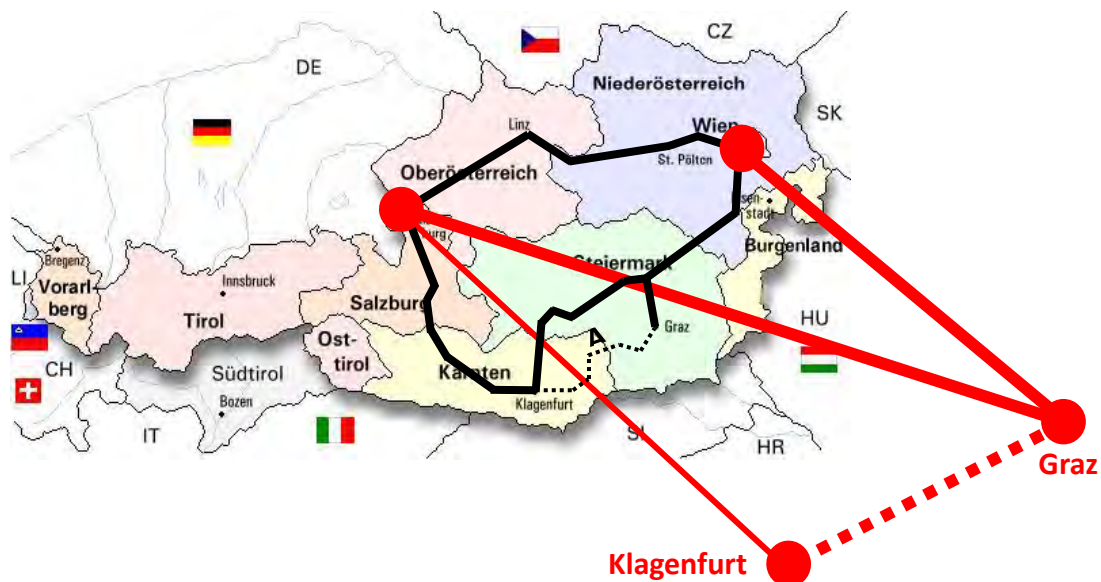 CZ
DE
Niederösterreich
SK
Linz
Wien
St. Pölten
Oberösterreich
sen-
stadt
burg
Burgenland
Bregenz
LI
Vorarl-
berg
Innsbruck
Tirol
Salzburg
Steiermark
Graz
HU
A
Ost-
tirol
Kärnten
CH
Südtirol
Bozen
Klagenfurt
IT
SI
HR
Graz
Klagenfurt